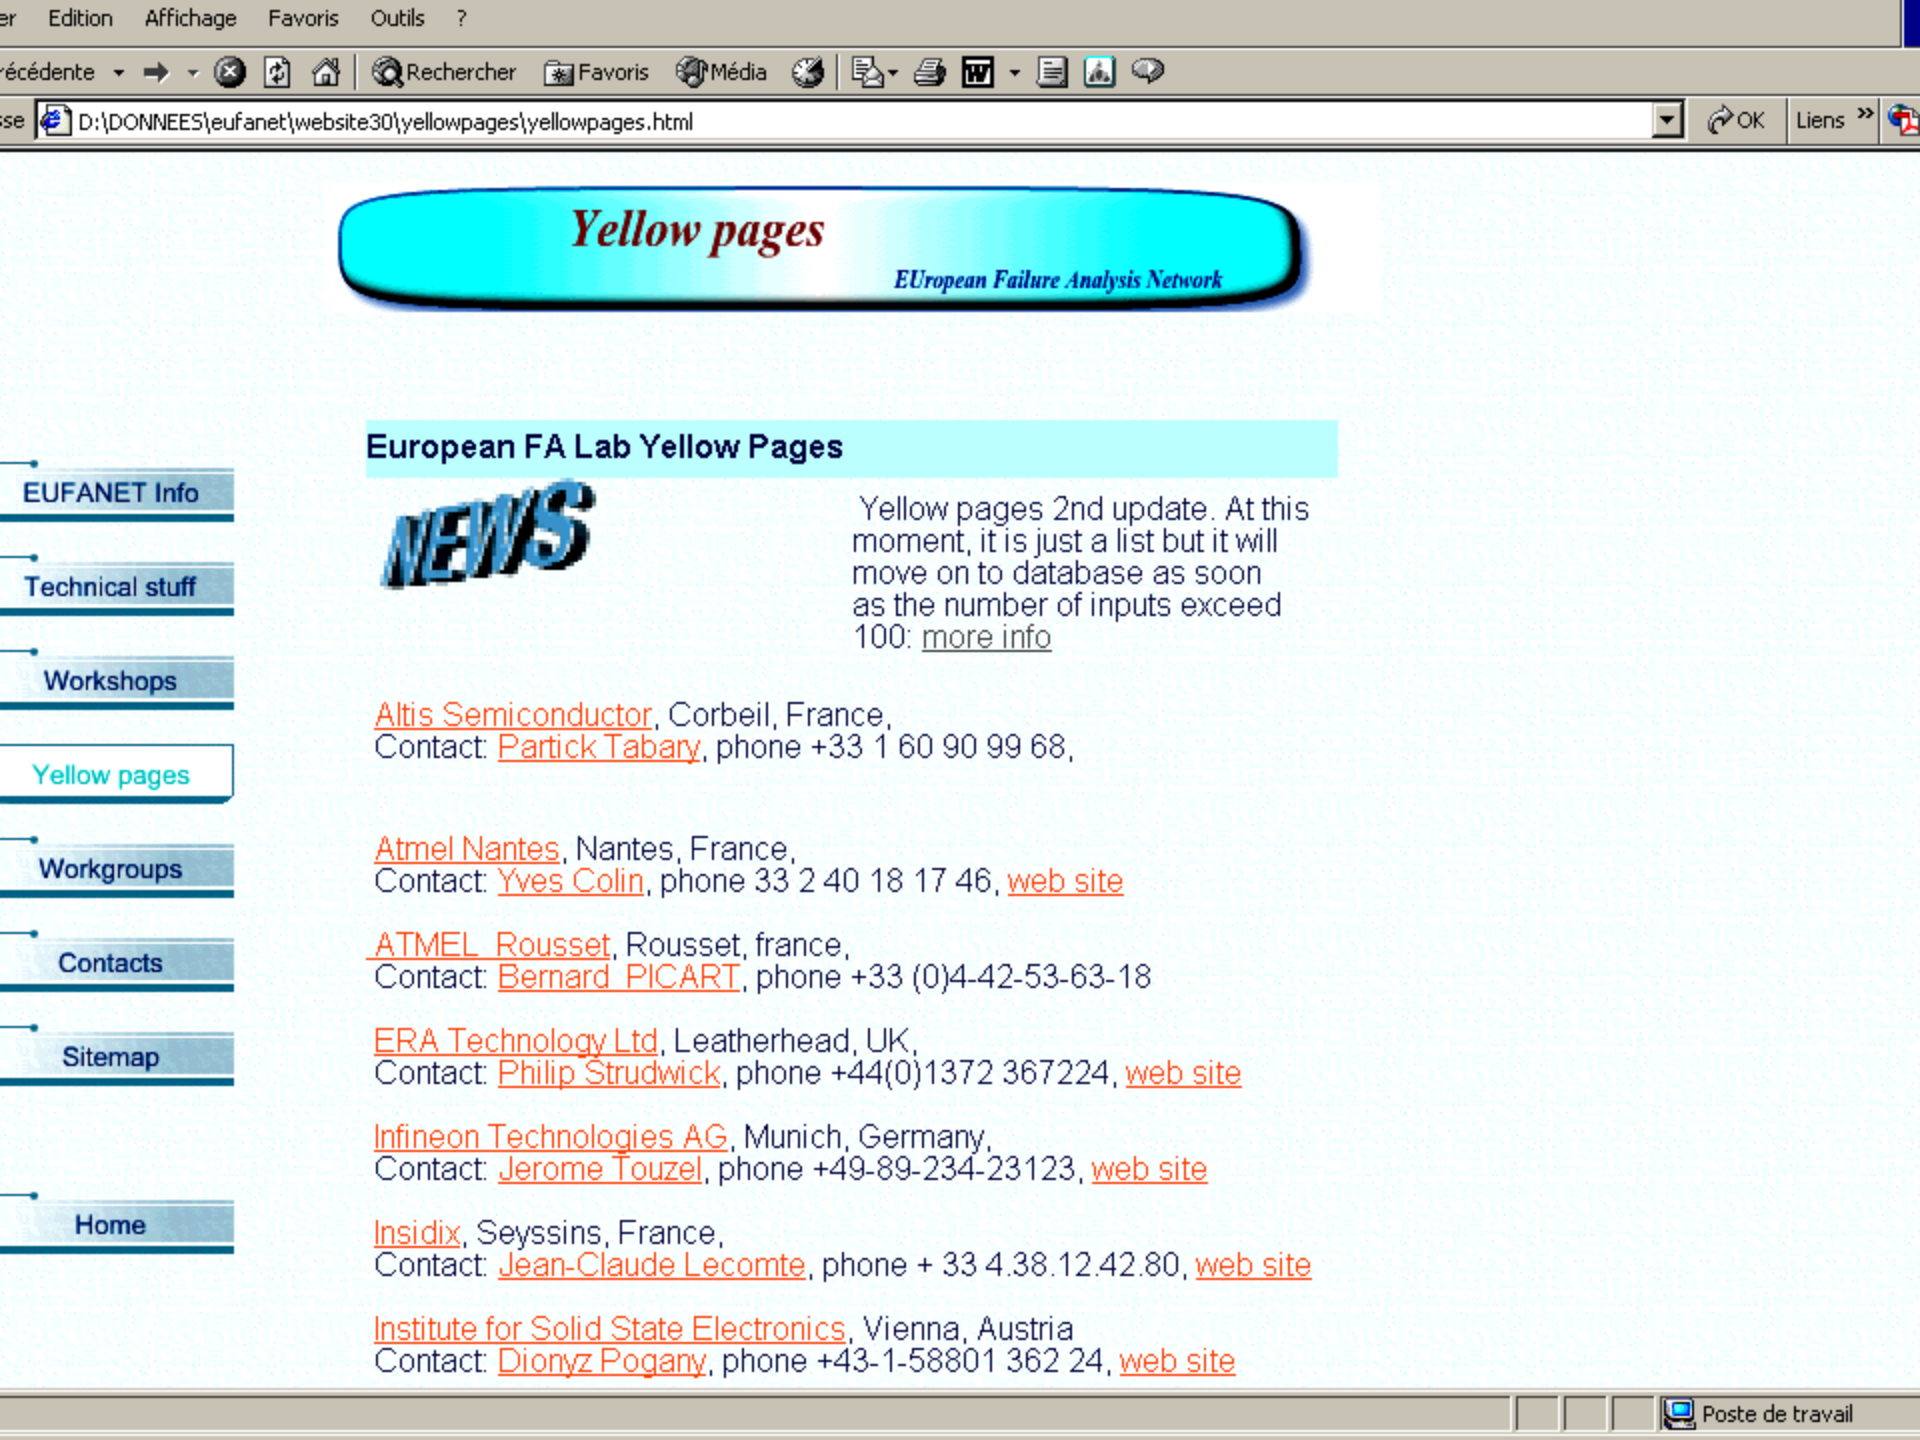 er Edition Affichage Favoris Outils ?
récédente Rechercher Favoris Média
sse D:\DONNEES\eufanet\website30\yellowpages\yellowpages.html OK Liens »
Yellow pages
EUropean Failure Analysis Network
European FA Lab Yellow Pages
NEWS
Yellow pages 2nd update. At this
moment, it is just a list but it will
move on to database as soon
as the number of inputs exceed
100: more info
EUFANET Info
Technical stuff
Workshops
Yellow pages
Workgroups
Contacts
Sitemap
Home
Altis Semiconductor, Corbeil, France,
Contact: Partick Tabary, phone +33 1 60 90 99 68,
Atmel Nantes, Nantes, France,
Contact: Yves Colin, phone 33 2 40 18 17 46, web site
ATMEL Rousset, Rousset, france,
Contact: Bernard PICART, phone +33 (0)4-42-53-63-18
ERA Technology Ltd, Leatherhead, UK,
Contact: Philip Strudwick, phone +44(0)1372 367224, web site
Infineon Technologies AG, Munich, Germany,
Contact: Jerome Touzel, phone +49-89-234-23123, web site
Insidix, Seyssins, France,
Contact: Jean-Claude Lecomte, phone + 33 4.38.12.42.80, web site
Institute for Solid State Electronics, Vienna, Austria
Contact: Dionyz Pogany, phone +43-1-58801 362 24, web site
Poste de travail